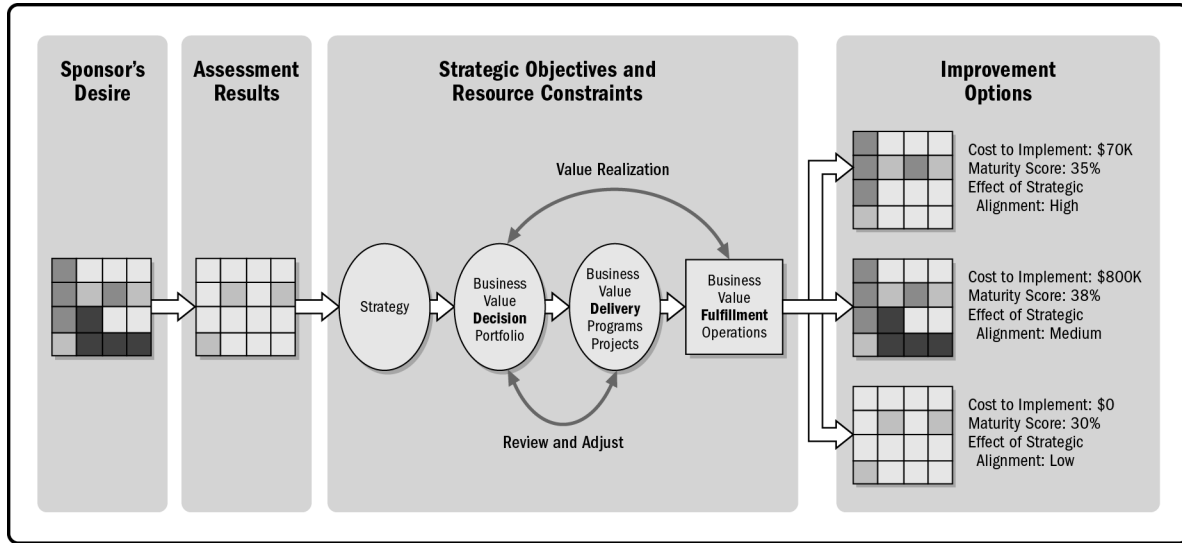 Sponsor's
Desire
Assessment
Results
Strategic Objectives and
Resource Constraints
Improvement
Options
Value Realization
Strategy
Business
Value
Decision
Portfolio
Business
Value
Delivery
Programs
Projects
Business
Value
Fulfillment
Operations
Review and Adjust
Cost to Implement: $70K
Maturity Score: 35%
Effect of Strategic
Alignment: High
Cost to Implement: $800K
Maturity Score: 38%
Effect of Strategic
Alignment: Medium
Cost to Implement: $0
Maturity Score: 30%
Effect of Strategic
Alignment: Low